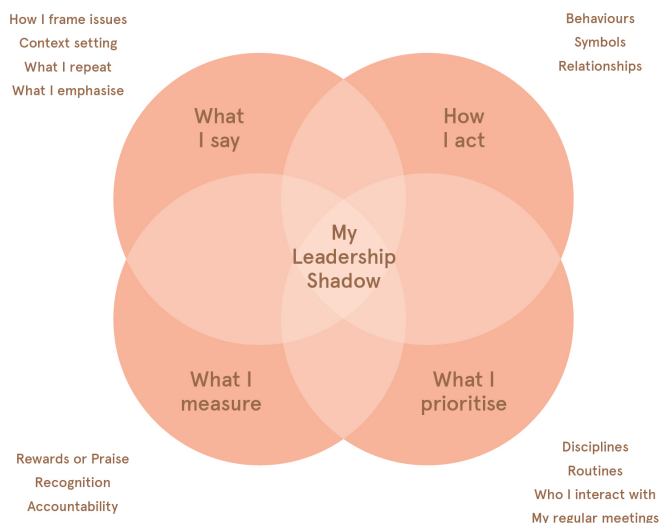 How I frame issues
Context setting
What I repeat
What I emphasise
Behaviours
Symbols
Relationships
What
I say
How
I act
My
Leadership
Shadow
What I
measure
What I
prioritise
Rewards or Praise
Recognition
Accountability
Disciplines
Routines
Who I interact with
My regular meetings